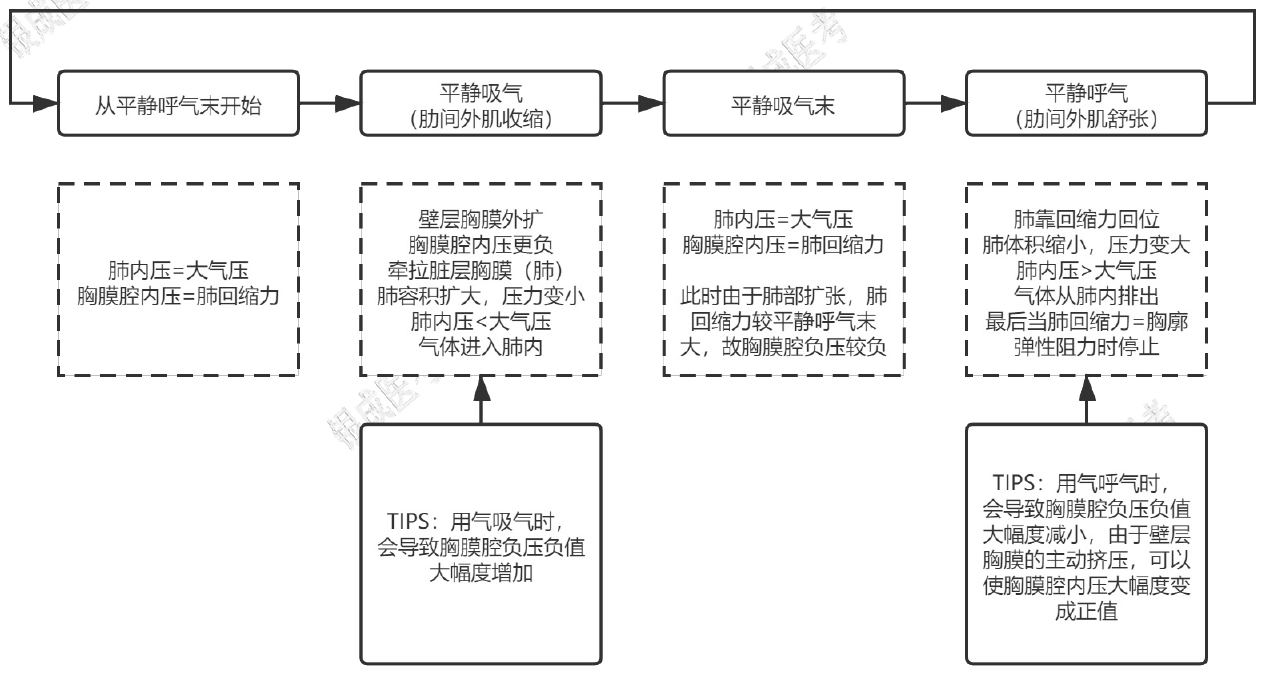 银成医考
银成医考
从平静呼气末开始
平静吸气
（肋间外肌收缩）
平静吸气末
平静呼气
（肋间外肌舒张）
肺内压=大气压
胸膜腔内压=肺回缩力
壁层胸膜外扩
胸膜腔内压更负
牵拉脏层胸膜（肺）
肺容积扩大，压力变小
肺内压<大气压
气体进入肺内
肺内压=大气压
胸膜腔内压=肺回缩力
此时由于肺部扩张，肺
回缩力较平静呼气末
大，故胸膜腔负压较负
肺靠回缩力回位
肺体积缩小，压力变大
肺内压>大气压
气体从肺内排出
最后当肺回缩力=胸廓
弹性阻力时停止
银成医考
TIPS：用气吸气时，
会导致胸膜腔负压负值
大幅度增加
TIPS：用气呼气时，
会导致胸膜腔负压负值
大幅度减小，由于壁层
胸膜的主动挤压，可以
使胸膜腔内压大幅度变
成正值